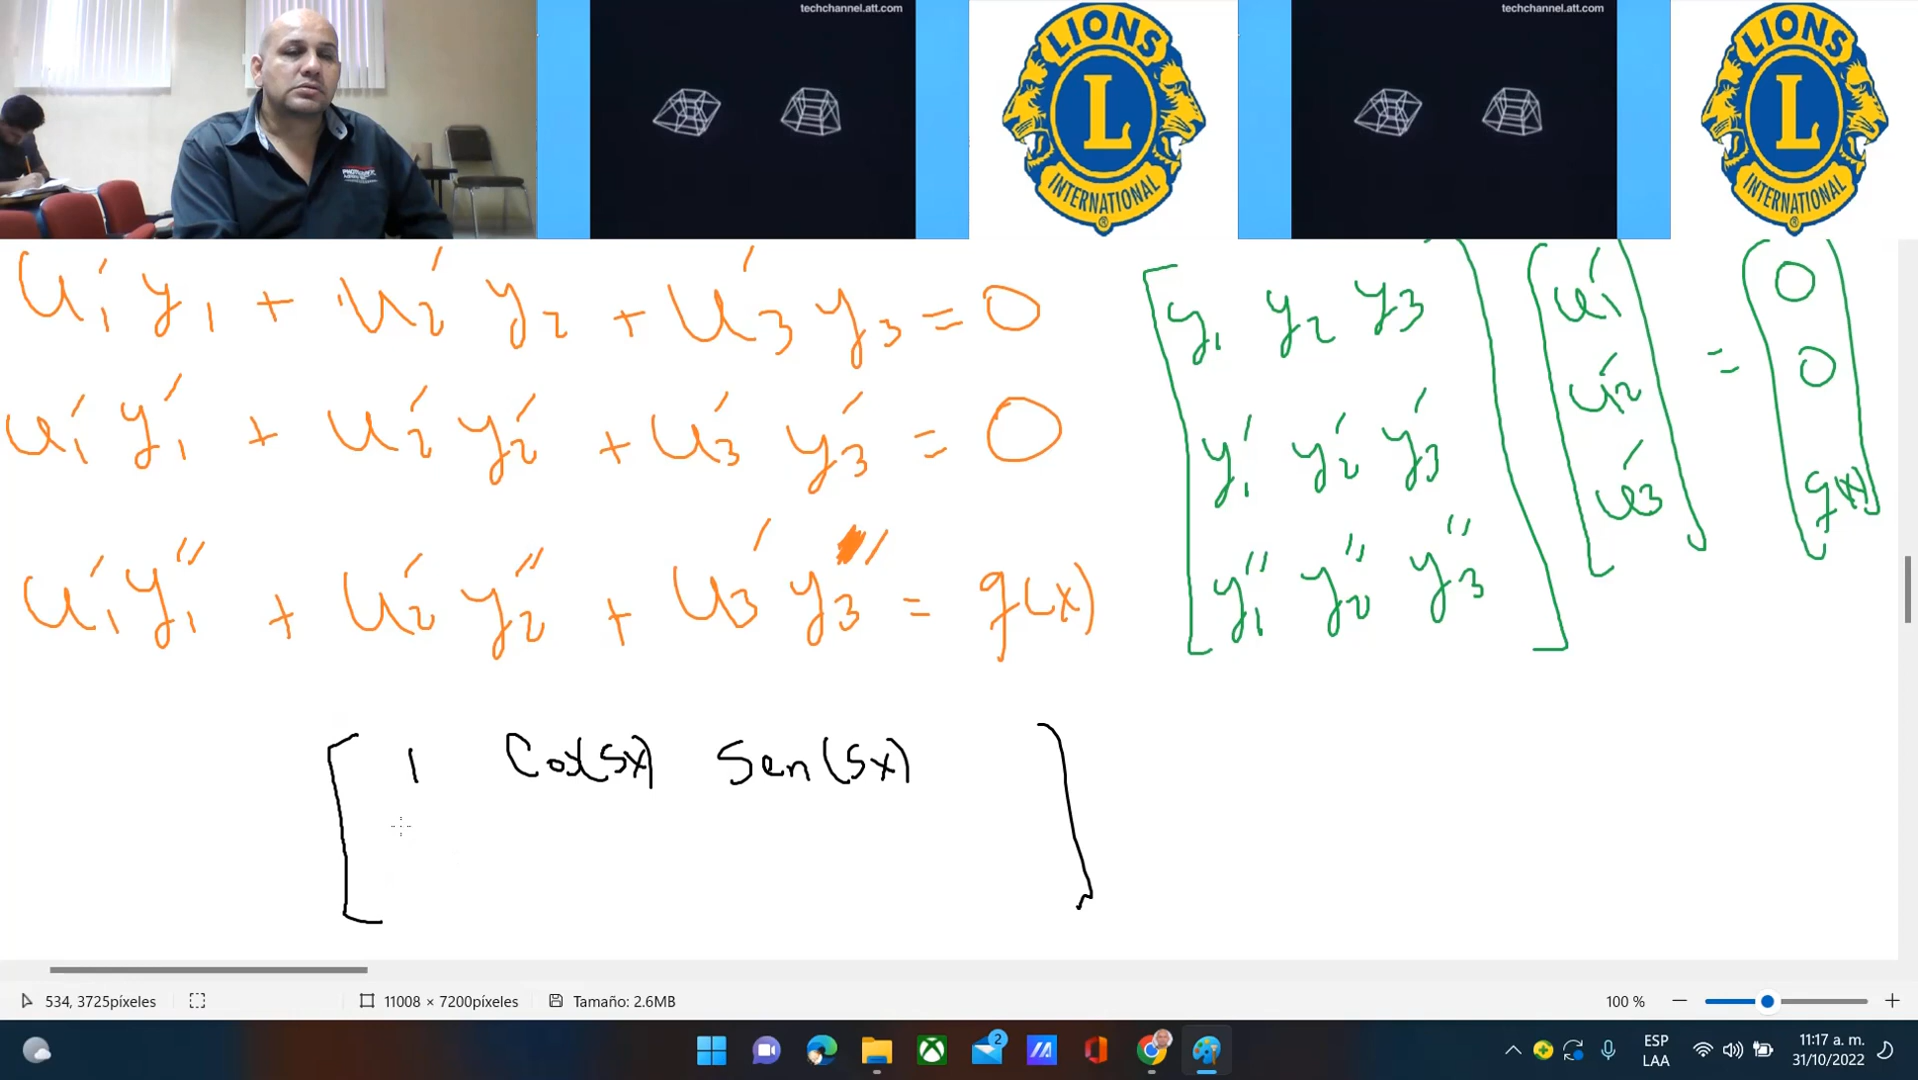 techchannel.att.com
techchannel.att.com
LIONS
L
INTERNATIONAL
®
LIONS
L
INTERNATIONAL
®
u₁' y₁ + u₂' y₂ + u₃' y₃ = 0
u₁' y₁' + u₂' y₂' + u₃' y₃' = 0
u₁' y₁'' + u₂' y₂'' + u₃' y₃'' = g(x)
y₁ y₂ y₃
y₁' y₂' y₃'
y₁'' y₂'' y₃''
u₁'
u₂'
u₃'
=
0
0
g(x)
1 Cos(5x) Sen(5x)
534, 3725píxeles
11008 × 7200píxeles
Tamaño: 2.6MB
100 %
2
ESP
LAA
11:17 a. m.
31/10/2022